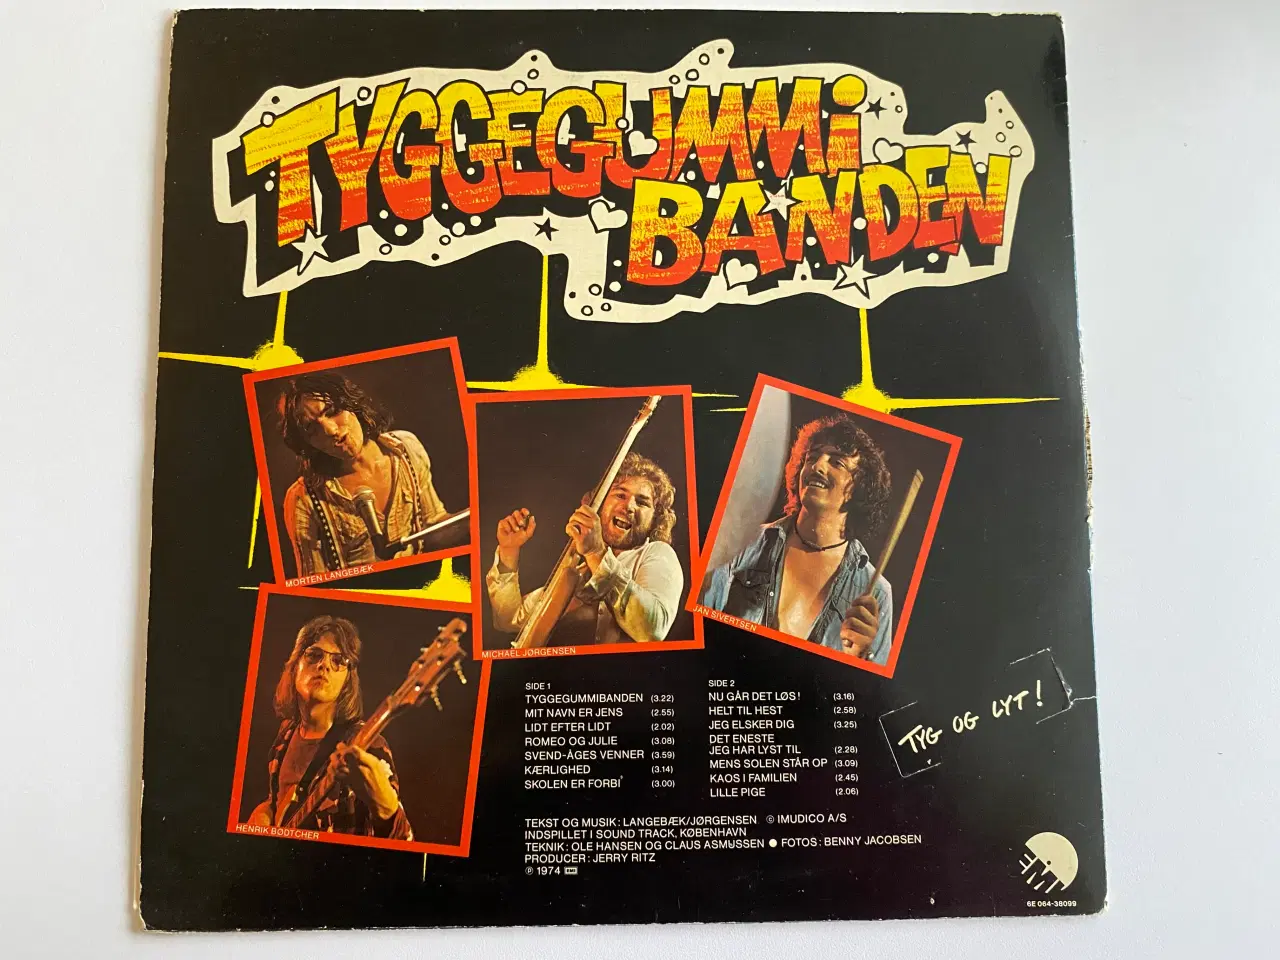 TYGGEGUMMI
BANDEN
MORTEN LANGEBÆK
MICHAEL JØRGENSEN
JAN SIVERTSEN
HENRIK BØDTCHER
SIDE 1
TYGGEGUMMIBANDEN (3.22)
MIT NAVN ER JENS (2.55)
LIDT EFTER LIDT (2.02)
ROMEO OG JULIE (3.08)
SVEND-ÅGES VENNER (3.59)
KÆRLIGHED (3.14)
SKOLEN ER FORBI (3.00)
SIDE 2
NU GÅR DET LØS! (3.16)
HELT TIL HEST (2.58)
JEG ELSKER DIG (3.25)
DET ENESTE
JEG HAR LYST TIL (2.28)
MENS SOLEN STÅR OP (3.09)
KAOS I FAMILIEN (2.45)
LILLE PIGE (2.06)
TYG OG LYT!
TEKST OG MUSIK: LANGEBÆK/JØRGENSEN © IMUDICO A/S
INDSPILLET I SOUND TRACK, KØBENHAVN
TEKNIK: OLE HANSEN OG CLAUS ASMUSSEN ● FOTOS: BENNY JACOBSEN
PRODUCER: JERRY RITZ
℗ 1974 EMI
EMI
6E 064-38099